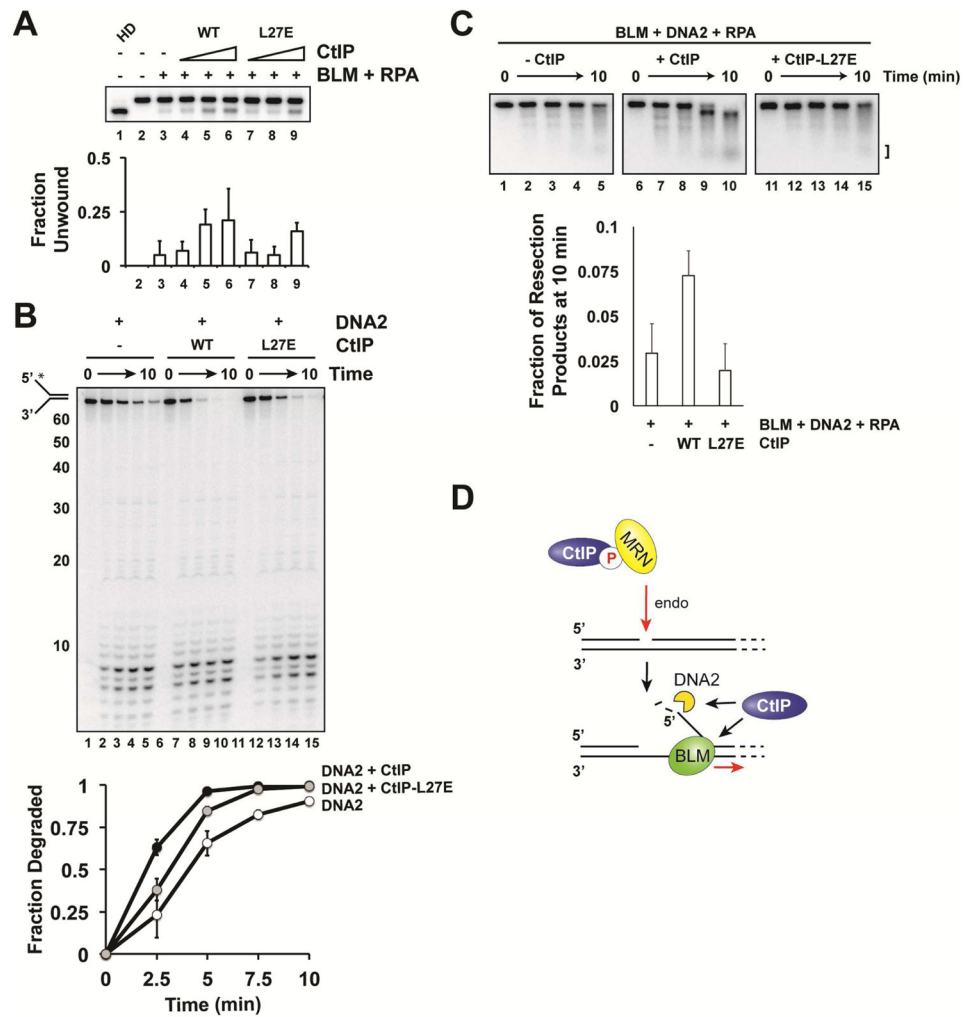 A
HD
WT L27E
- - CtIP
- - + + + + + + + BLM + RPA
1 2 3 4 5 6 7 8 9
0.5
0.25
0
Fraction
Unwound
2 3 4 5 6 7 8 9
B
+ + + DNA2
- WT L27E CtIP
0 10 0 10 0 10 Time
5' *
3'
60
50
40
30
20
10
1 2 3 4 5 6 7 8 9 10 11 12 13 14 15
DNA2 + CtIP
DNA2 + CtIP-L27E
DNA2
1
0.75
0.5
0.25
0
Fraction Degraded
0 2.5 5 7.5 10
Time (min)
C
BLM + DNA2 + RPA
- CtIP + CtIP + CtIP-L27E
0 10 0 10 0 10 Time (min)
]
1 2 3 4 5 6 7 8 9 10 11 12 13 14 15
0.1
0.075
0.05
0.025
0
Fraction of Resection
Products at 10 min
+ + + BLM + DNA2 + RPA
- WT L27E CtIP
D
CtIP P MRN
endo
5'
3'
DNA2
5'
CtIP
5'
3'
BLM